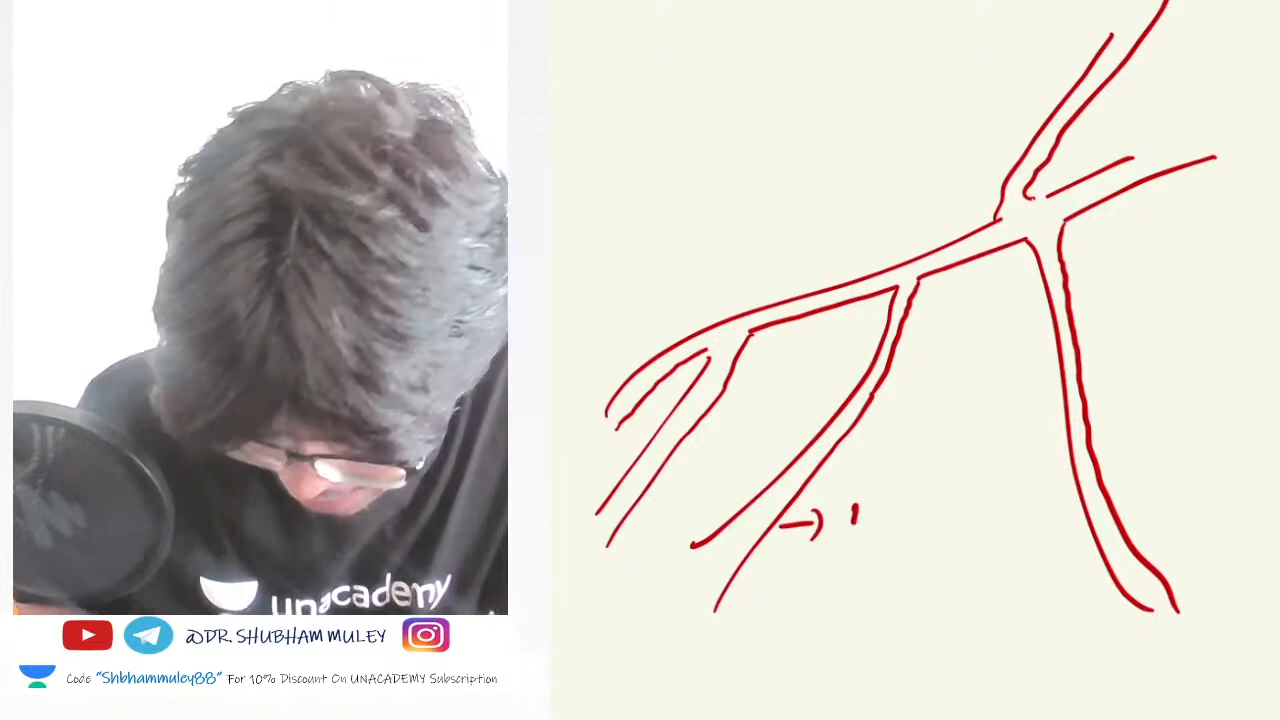 unacademy
@DR. SHUBHAM MULEY
Code "Shbhammuley88" For 10% Discount On UNACADEMY Subscription